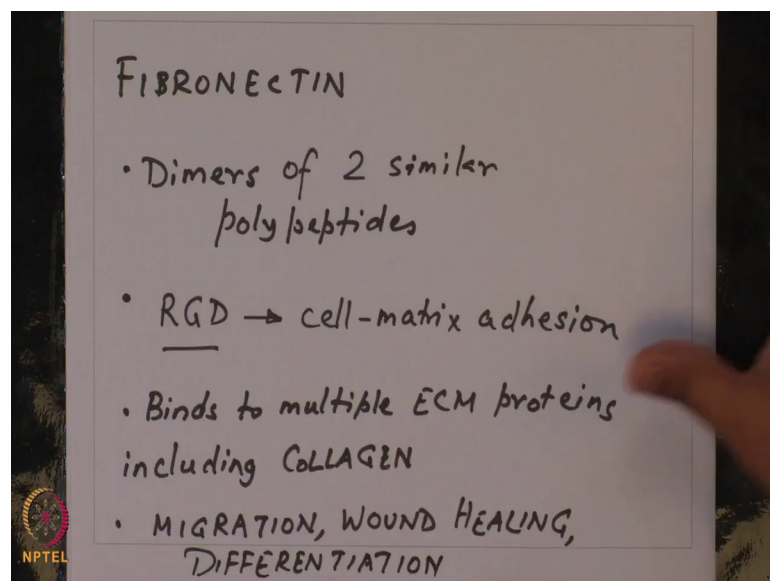 FIBRONECTIN
• Dimers of 2 similar
polypeptides
• RGD → cell-matrix adhesion
• Binds to multiple ECM proteins
including COLLAGEN
• MIGRATION, WOUND HEALING,
DIFFERENTIATION
NPTEL